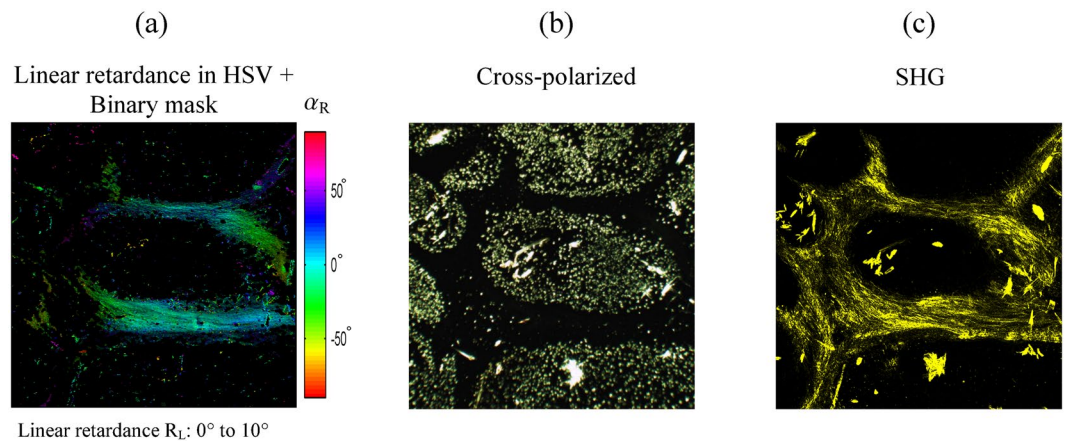 (a)
Linear retardance in HSV +
Binary mask
αR
50°
0°
-50°
Linear retardance RL: 0° to 10°
(b)
Cross-polarized
(c)
SHG